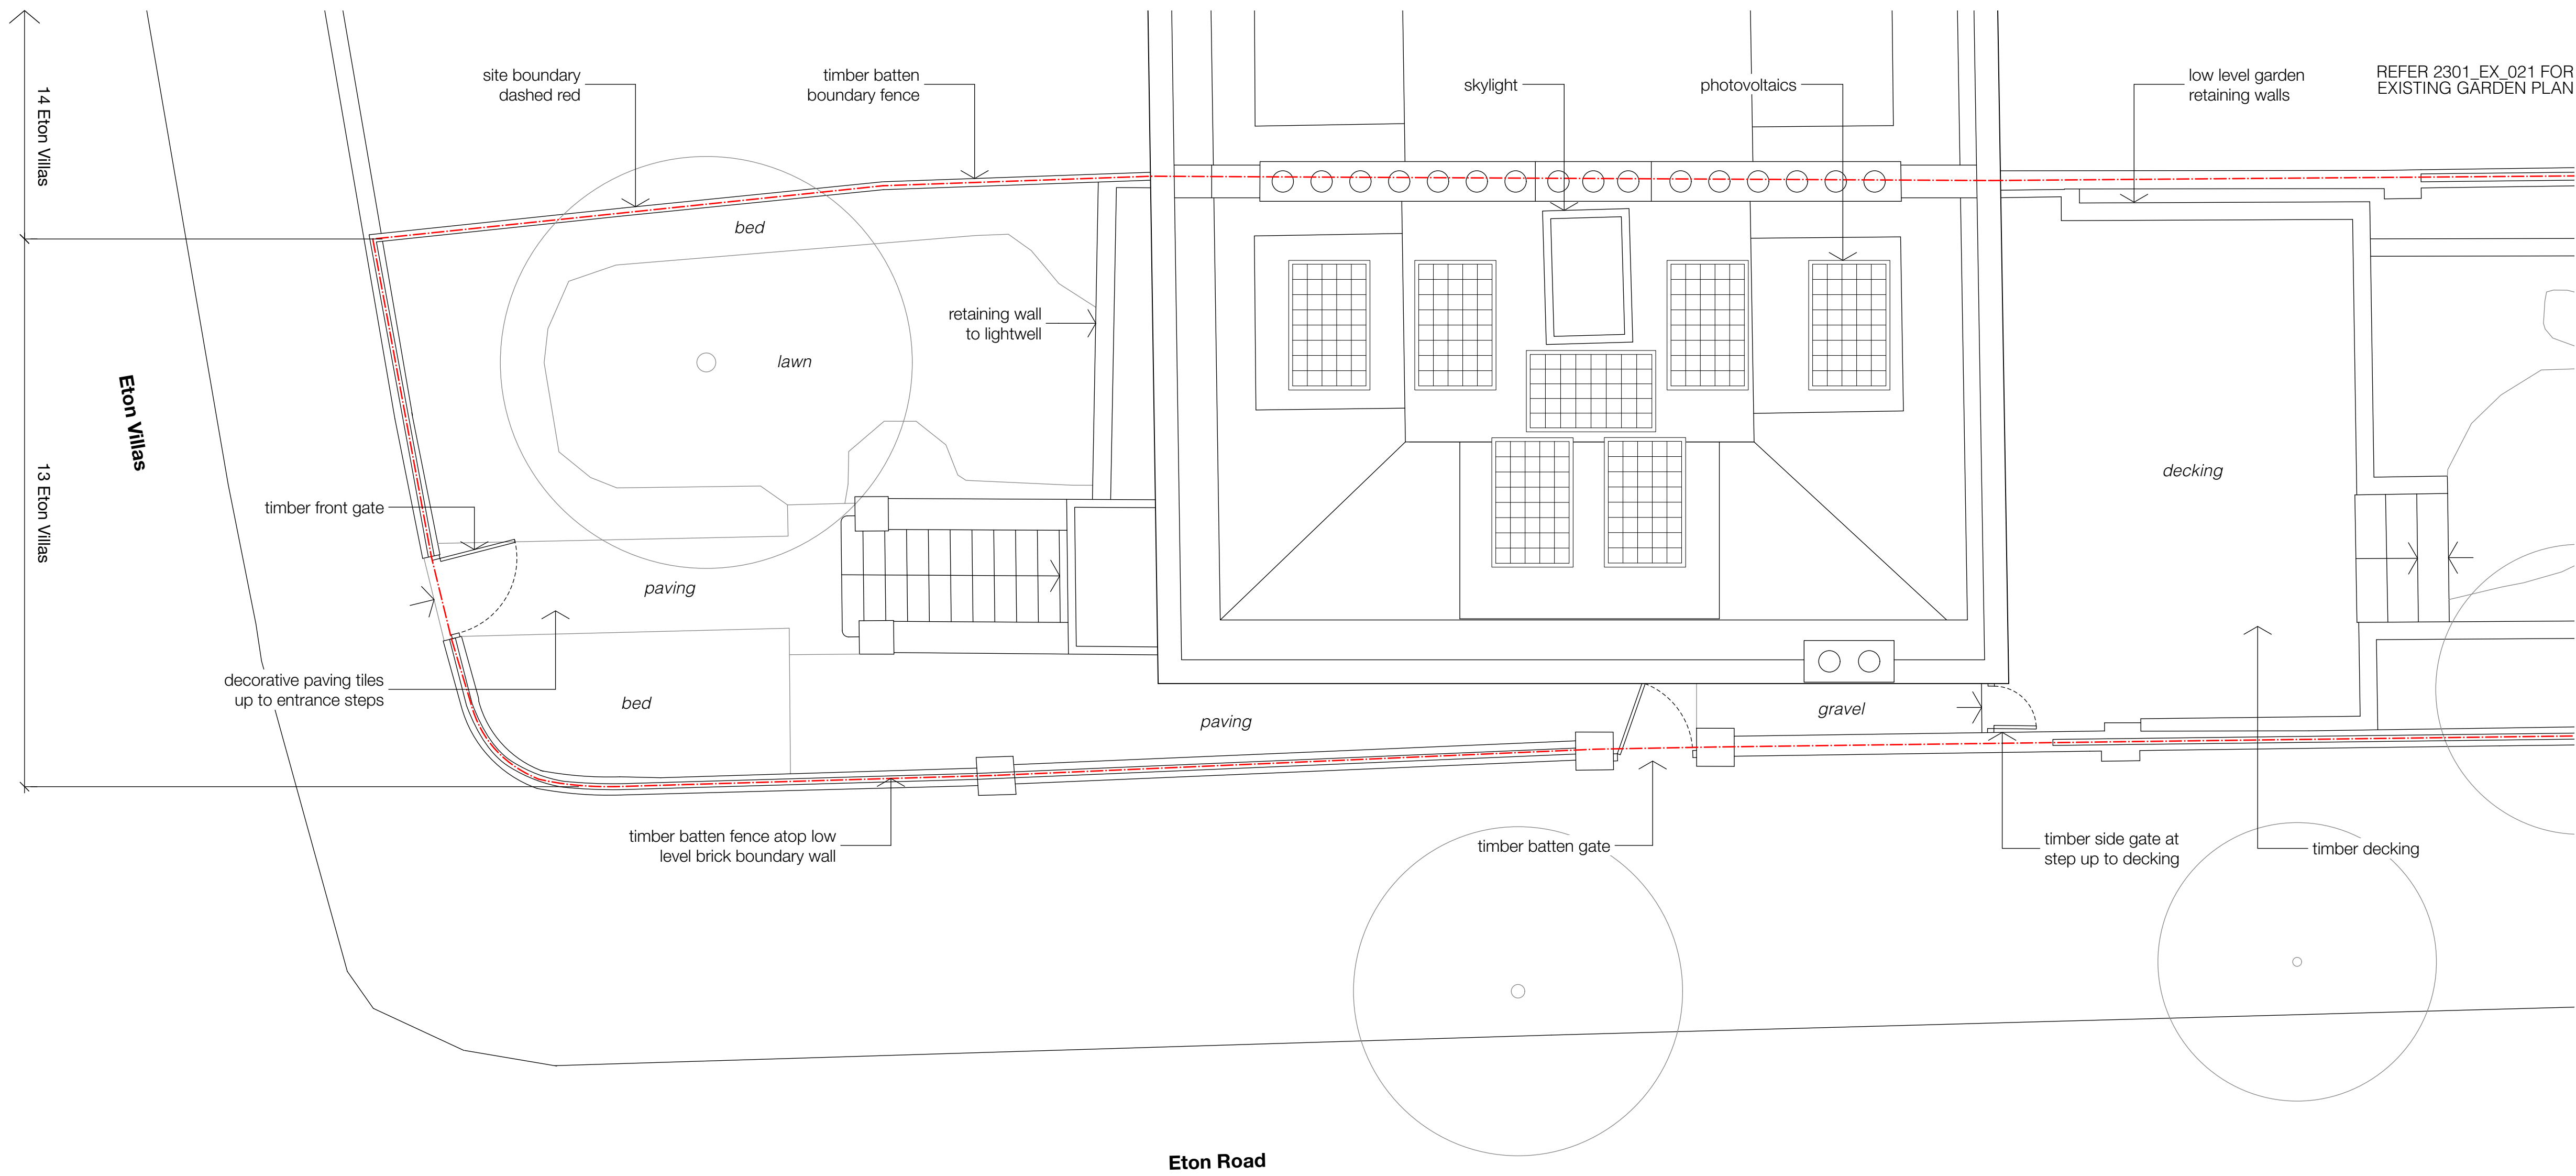 14 Eton Villas
site boundary
dashed red
timber batten
boundary fence
skylight
photovoltaics
low level garden
retaining walls
REFER 2301_EX_021 FOR
EXISTING GARDEN PLAN
bed
retaining wall
to lightwell
lawn
Eton Villas
13 Eton Villas
decking
timber front gate
paving
decorative paving tiles
up to entrance steps
bed
paving
gravel
timber batten fence atop low
level brick boundary wall
timber batten gate
timber side gate at
step up to decking
timber decking
Eton Road